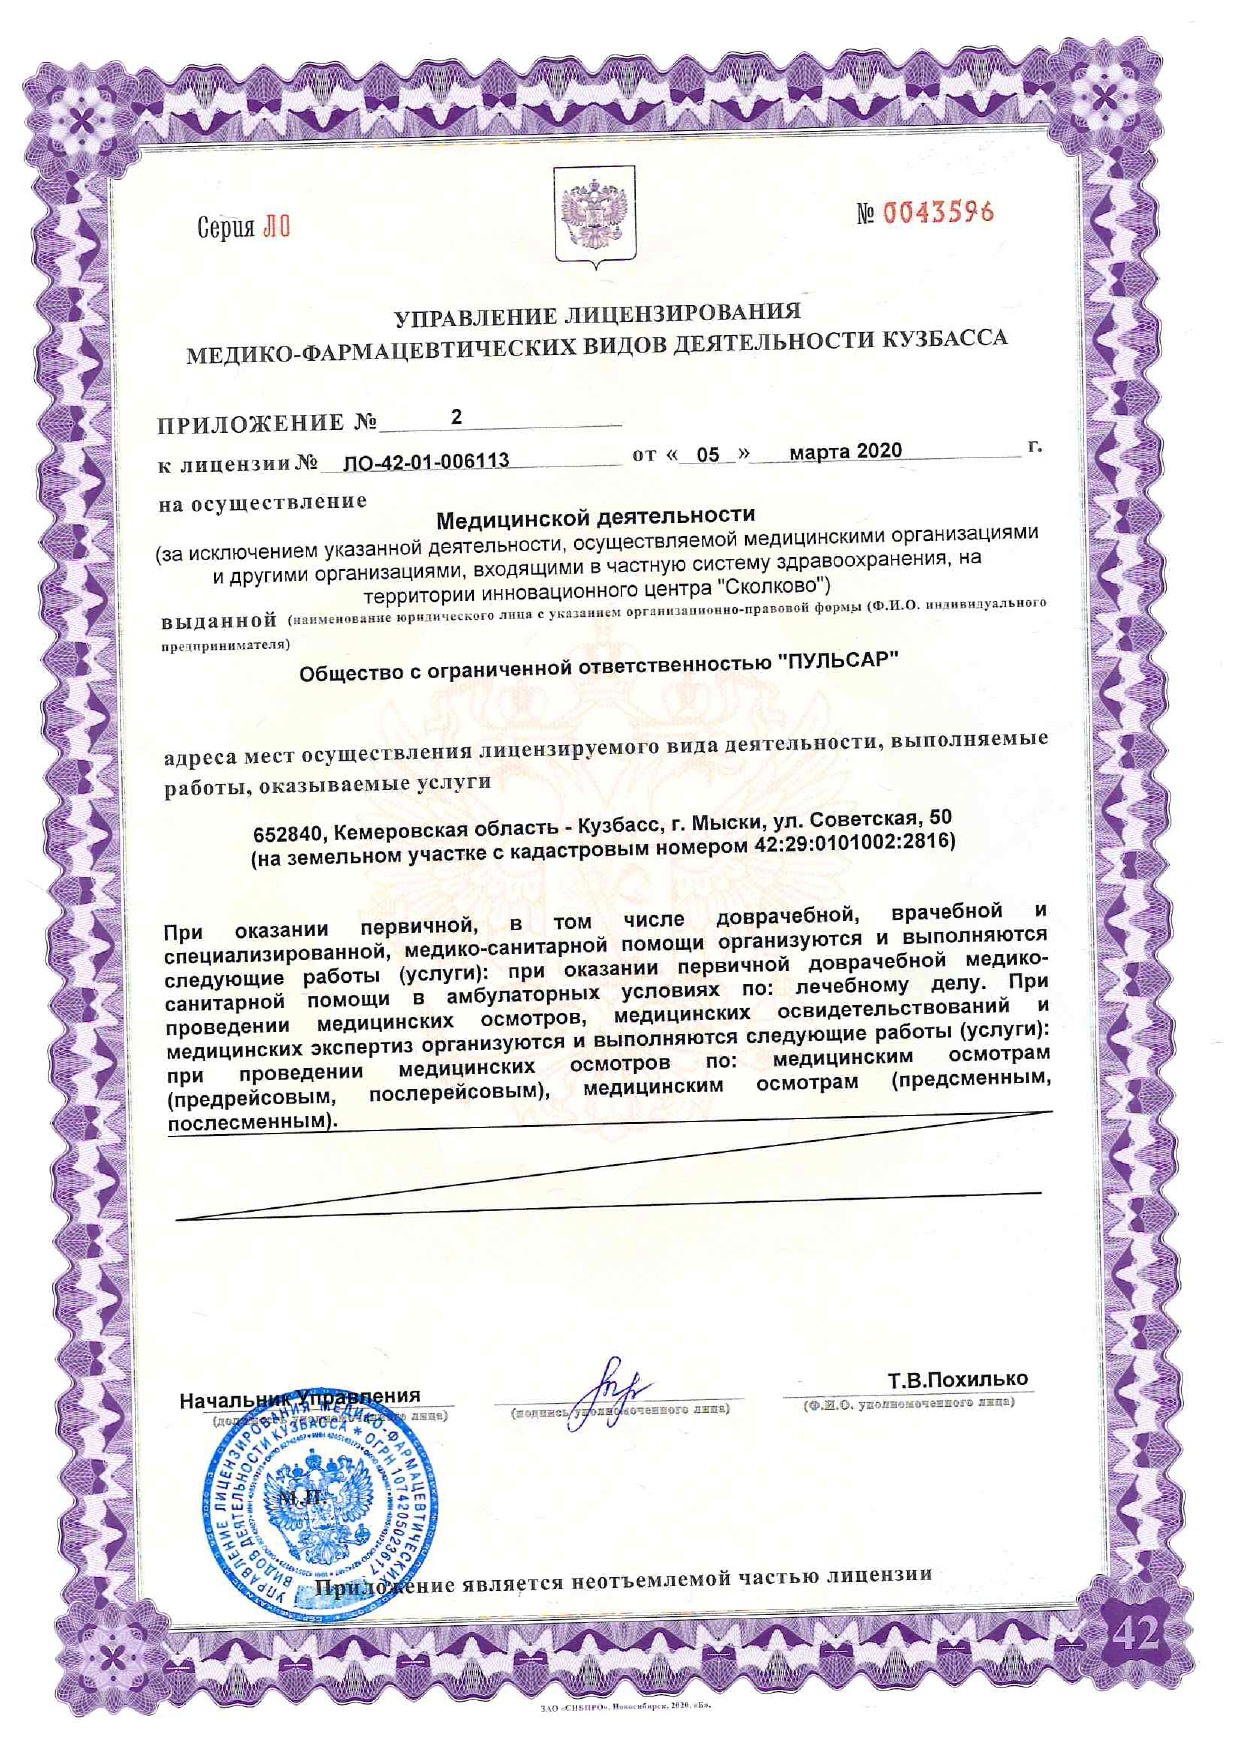 Серия ЛО
№ 0043596
УПРАВЛЕНИЕ ЛИЦЕНЗИРОВАНИЯ
МЕДИКО-ФАРМАЦЕВТИЧЕСКИХ ВИДОВ ДЕЯТЕЛЬНОСТИ КУЗБАССА
ПРИЛОЖЕНИЕ № 2
к лицензии № ЛО-42-01-006113 от « 05 » марта 2020 г.
на осуществление
Медицинской деятельности
(за исключением указанной деятельности, осуществляемой медицинскими организациями
и другими организациями, входящими в частную систему здравоохранения, на
территории инновационного центра "Сколково")
выданной (наименование юридического лица с указанием организационно-правовой формы (Ф.И.О. индивидуального
предпринимателя)
Общество с ограниченной ответственностью "ПУЛЬСАР"
адреса мест осуществления лицензируемого вида деятельности, выполняемые
работы, оказываемые услуги
652840, Кемеровская область - Кузбасс, г. Мыски, ул. Советская, 50
(на земельном участке с кадастровым номером 42:29:0101002:2816)
При оказании первичной, в том числе доврачебной, врачебной и
специализированной, медико-санитарной помощи организуются и выполняются
следующие работы (услуги): при оказании первичной доврачебной медико-
санитарной помощи в амбулаторных условиях по: лечебному делу. При
проведении медицинских осмотров, медицинских освидетельствований и
медицинских экспертиз организуются и выполняются следующие работы (услуги):
при проведении медицинских осмотров по: медицинским осмотрам
(предрейсовым, послерейсовым), медицинским осмотрам (предсменным,
послесменным).
Начальник Управления
Т.В.Похилько
(должность уполномоченного лица)
(подпись уполномоченного лица)
(Ф.И.О. уполномоченного лица)
УПРАВЛЕНИЕ ЛИЦЕНЗИРОВАНИЯ МЕДИКО-ФАРМАЦЕВТИЧЕСКИХ
ВИДОВ ДЕЯТЕЛЬНОСТИ КУЗБАССА * ОГРН 1074205023617
М.П.
Приложение является неотъемлемой частью лицензии
42
ЗАО «СИБПРО», Новосибирск, 2020, «Б».